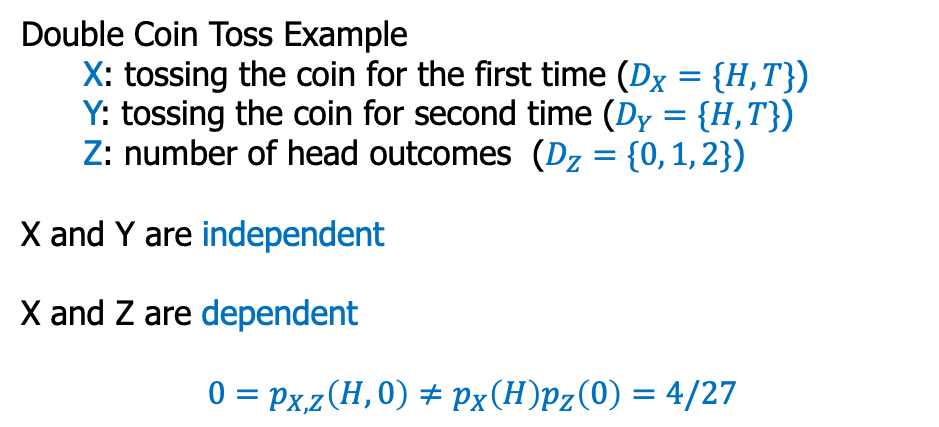 Double Coin Toss Example
X: tossing the coin for the first time (D_X = {H, T})
Y: tossing the coin for second time (D_Y = {H, T})
Z: number of head outcomes (D_Z = {0, 1, 2})
X and Y are independent
X and Z are dependent
0 = p_{X,Z}(H, 0) ≠ p_X(H)p_Z(0) = 4/27